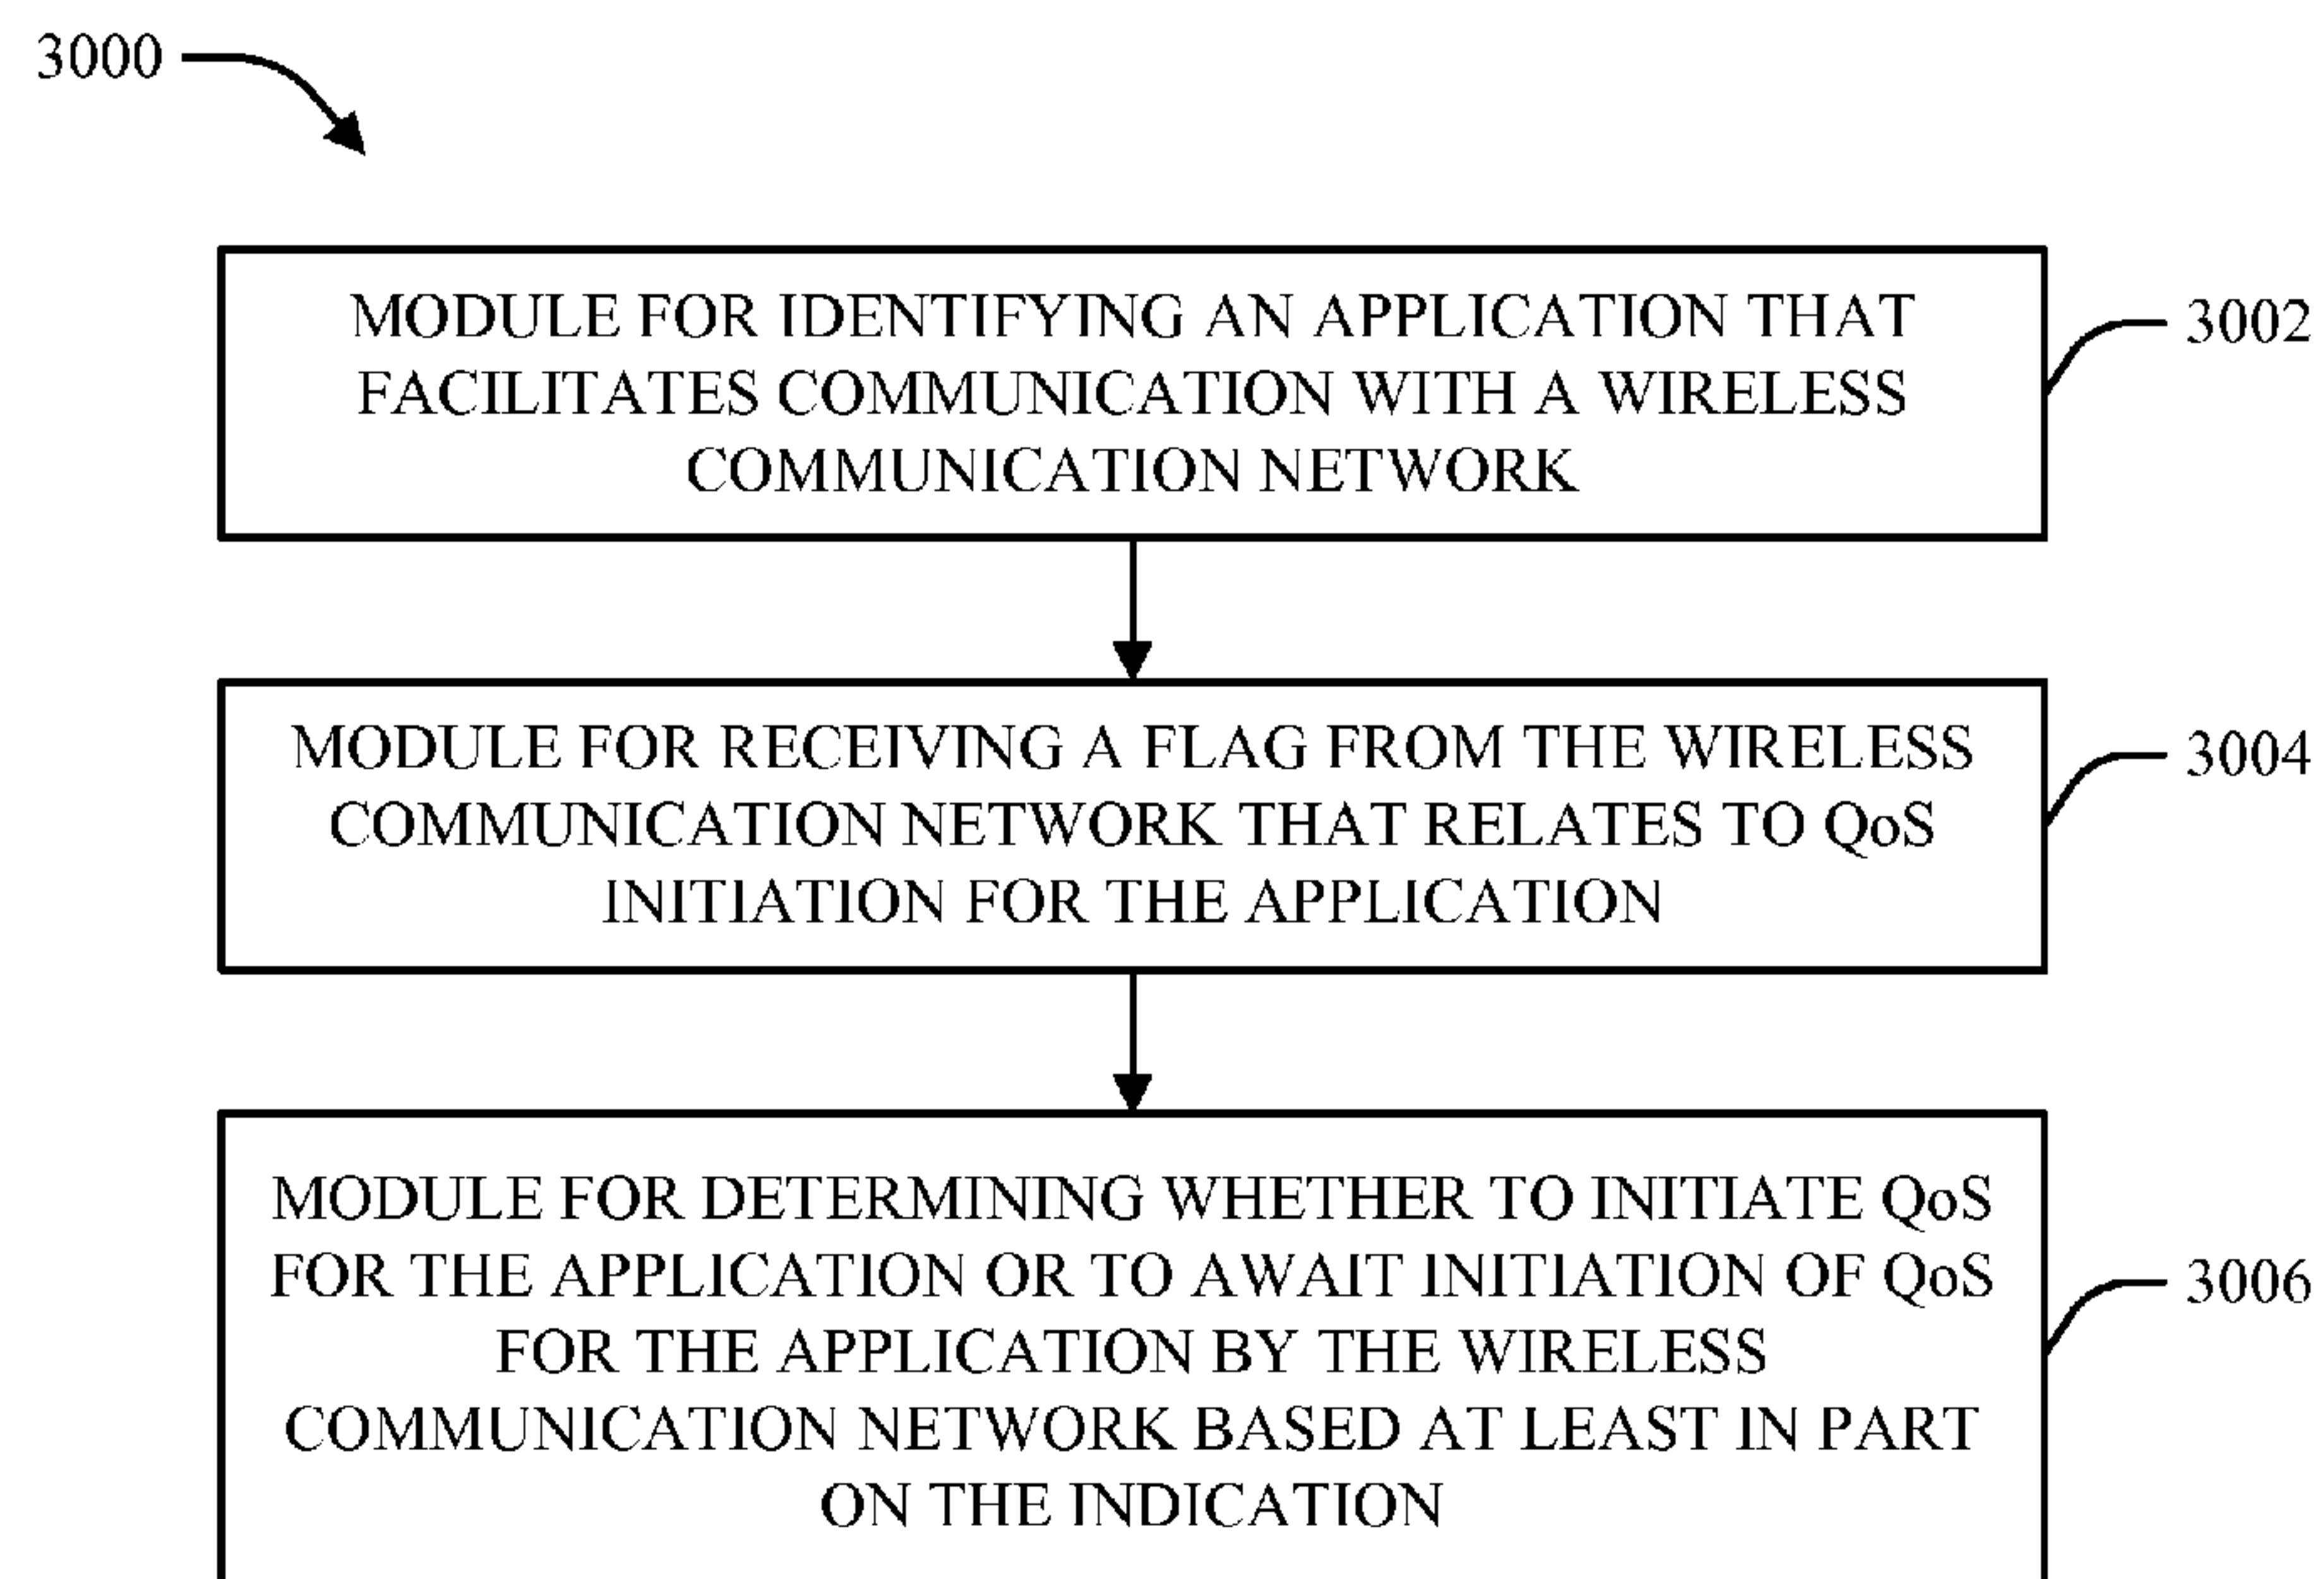 3000
MODULE FOR IDENTIFYING AN APPLICATION THAT
FACILITATES COMMUNICATION WITH A WIRELESS
COMMUNICATION NETWORK
3002
MODULE FOR RECEIVING A FLAG FROM THE WIRELESS
COMMUNICATION NETWORK THAT RELATES TO QoS
INITIATION FOR THE APPLICATION
3004
MODULE FOR DETERMINING WHETHER TO INITIATE QoS
FOR THE APPLICATION OR TO AWAIT INITIATION OF QoS
FOR THE APPLICATION BY THE WIRELESS
COMMUNICATION NETWORK BASED AT LEAST IN PART
ON THE INDICATION
3006